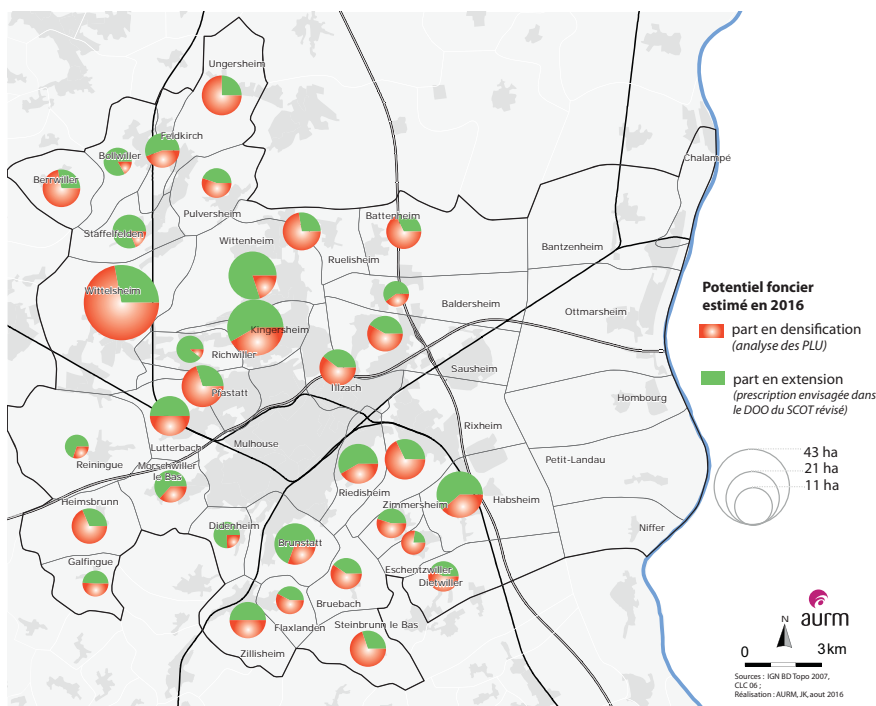 Ungersheim
Feldkirch
Bollwiller
Berrwiller
Pulversheim
Staffelfelden
Wittenheim
Battenheim
Ruelisheim
Wittelsheim
Kingersheim
Richwiller
Pfastatt
Illzach
Lutterbach
Mulhouse
Reiningue
Morschwiller
le Bas
Riedisheim
Heimsbrunn
Zimmersheim
Didenheim
Brunstatt
Galfingue
Eschentzwiller
Dietwiller
Bruebach
Flaxlanden
Steinbrunn le Bas
Zillisheim
Chalampé
Bantzenheim
Baldersheim
Ottmarsheim
Sausheim
Hombourg
Rixheim
Petit-Landau
Habsheim
Niffer
Potentiel foncier
estimé en 2016
part en densification
(analyse des PLU)
part en extension
(prescription envisagée dans
le DOO du SCOT révisé)
43 ha
21 ha
11 ha
aurm
N
0 3 km
Sources : IGN BD Topo 2007,
CLC 06 ;
Réalisation : AURM, JK, aout 2016